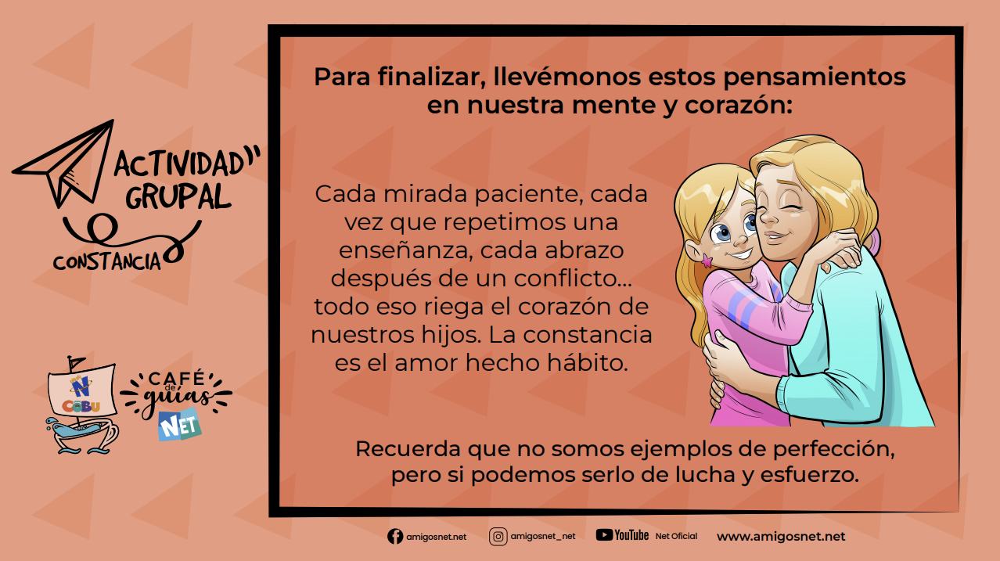 ACTIVIDAD
GRUPAL
CONSTANCIA
N
COBU
CAFÉ
de
guías
NET
Para finalizar, llevémonos estos pensamientos
en nuestra mente y corazón:
Cada mirada paciente, cada
vez que repetimos una
enseñanza, cada abrazo
después de un conflicto...
todo eso riega el corazón de
nuestros hijos. La constancia
es el amor hecho hábito.
Recuerda que no somos ejemplos de perfección,
pero si podemos serlo de lucha y esfuerzo.
amigosnet.net
amigosnet_net
YouTube Net Oficial
www.amigosnet.net